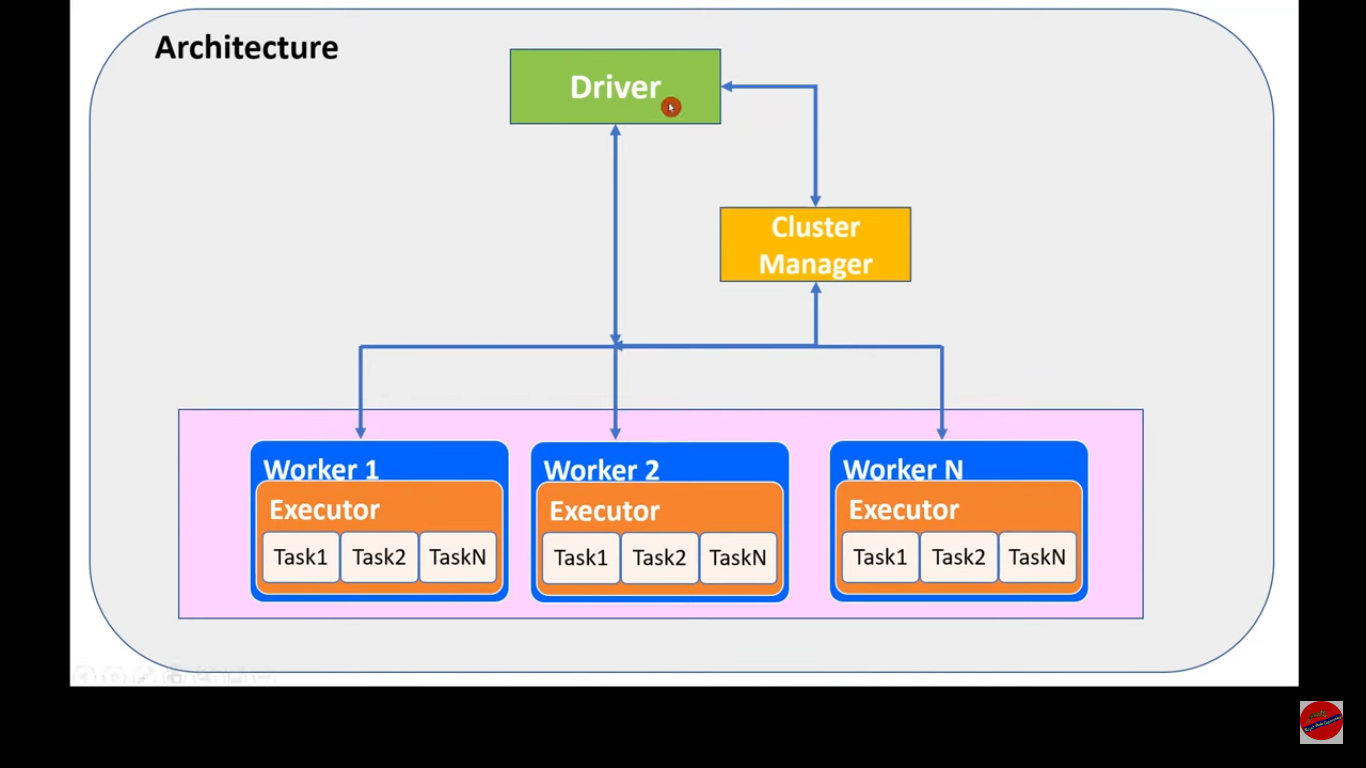 Architecture
Driver
Cluster
Manager
Worker 1
Executor
Task1 Task2 TaskN
Worker 2
Executor
Task1 Task2 TaskN
Worker N
Executor
Task1 Task2 TaskN